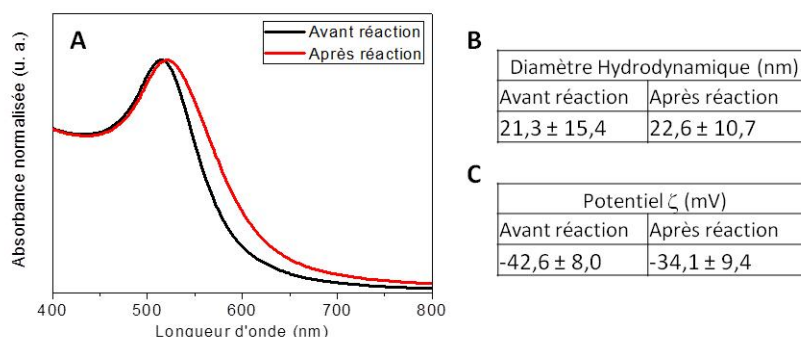 A
Avant réaction
Après réaction
Absorbance normalisée (u. a.)
400 500 600 700 800
Longueur d'onde (nm)
B
Diamètre Hydrodynamique (nm)
Avant réaction Après réaction
21,3 ± 15,4 22,6 ± 10,7
C
Potentiel ζ (mV)
Avant réaction Après réaction
-42,6 ± 8,0 -34,1 ± 9,4